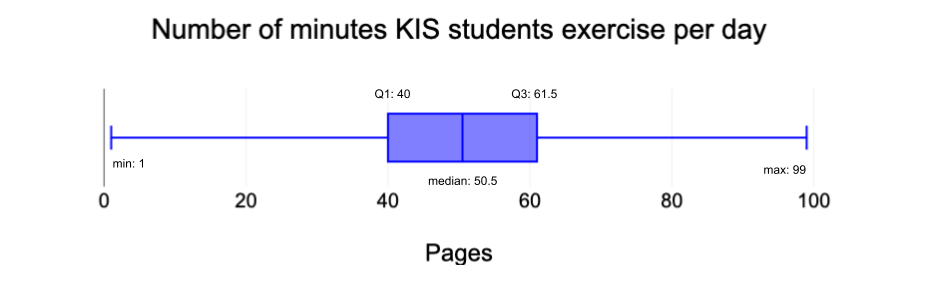 Number of minutes KIS students exercise per day
Q1: 40 Q3: 61.5
min: 1
max: 99
median: 50.5
0 20 40 60 80 100
Pages